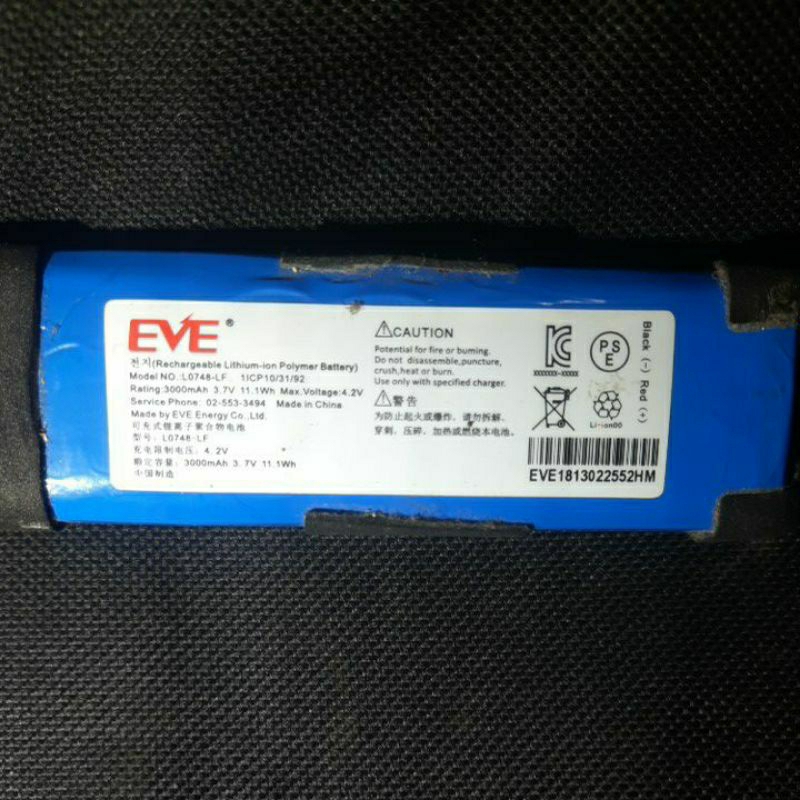 EVE®
전지(Rechargeable Lithium-ion Polymer Battery)
Model NO.:L0748-LF 1ICP10/31/92
Rating:3000mAh 3.7V 11.1Wh Max.Voltage:4.2V
Service Phone: 02-553-3494 Made in China
Made by EVE Energy Co., Ltd.
可充式锂离子聚合物电池
型号: L0748-LF
充电限制电压: 4.2V
额定容量: 3000mAh 3.7V 11.1Wh
中国制造
⚠CAUTION
Potential for fire or burning.
Do not disassemble,puncture,
crush,heat or burn.
Use only with specified charger.
⚠警告
为防止起火或爆炸、请勿拆解、
穿刺、压碎、加热或燃烧本电池。
KC
XXXXXX-XXXXX
PSE
Li-ion00
Black (-) Red (+)
EVE1813022552HM